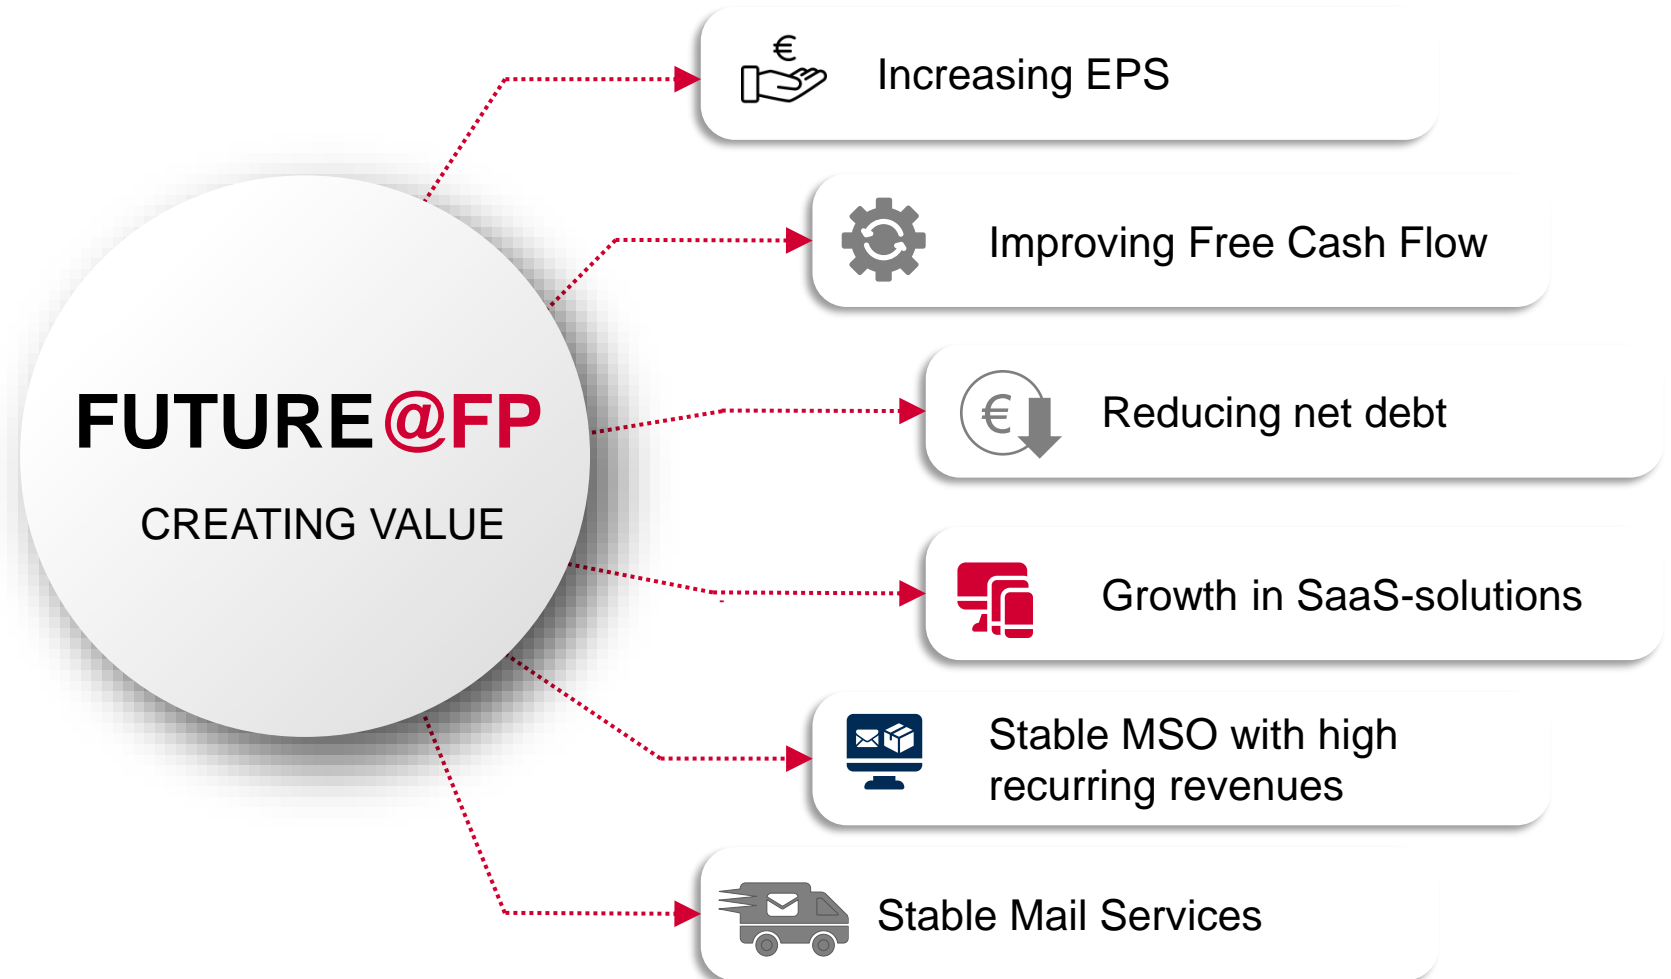 Increasing EPS
Improving Free Cash Flow
FUTURE@FP
CREATING VALUE
€
€
Reducing net debt
Growth in SaaS-solutions
Stable MSO with high
recurring revenues
Stable Mail Services